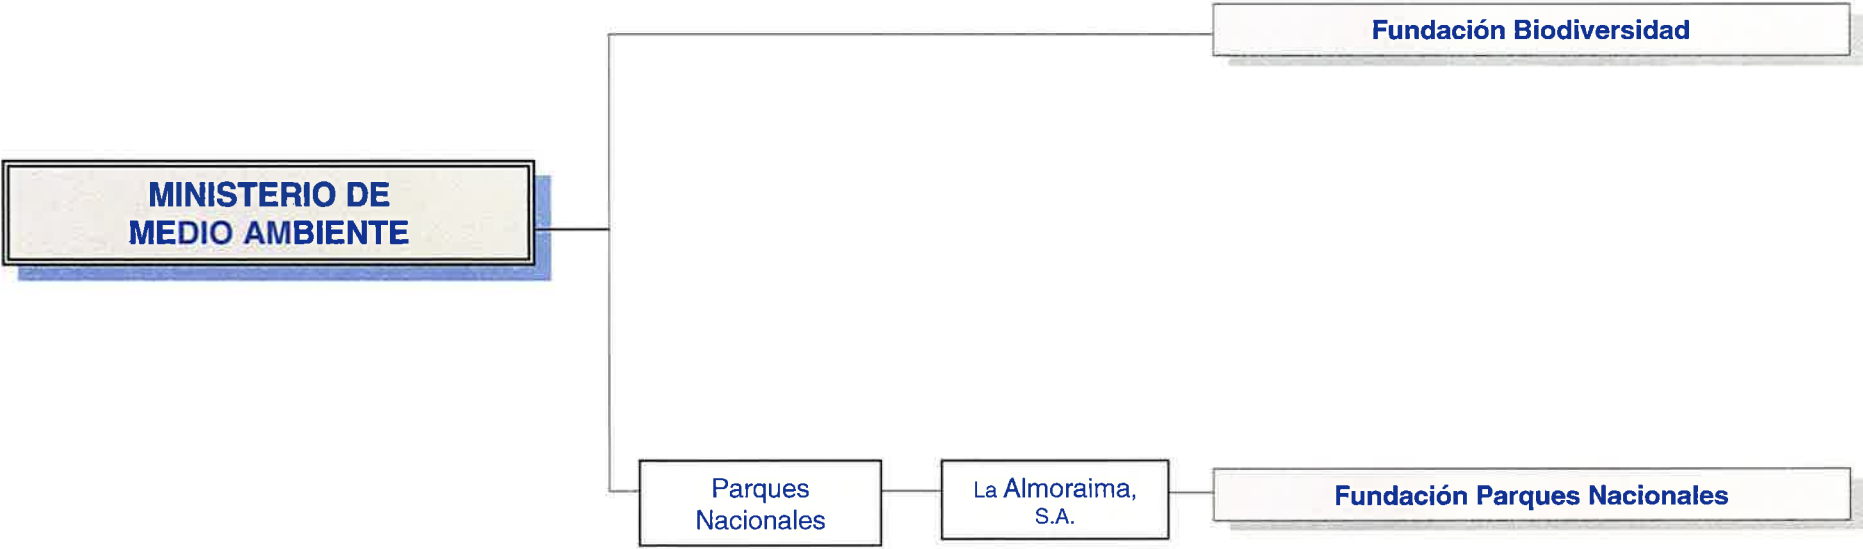 Fundación Biodiversidad
MINISTERIO DE
MEDIO AMBIENTE
Parques
Nacionales
La Almoraima,
S.A.
Fundación Parques Nacionales